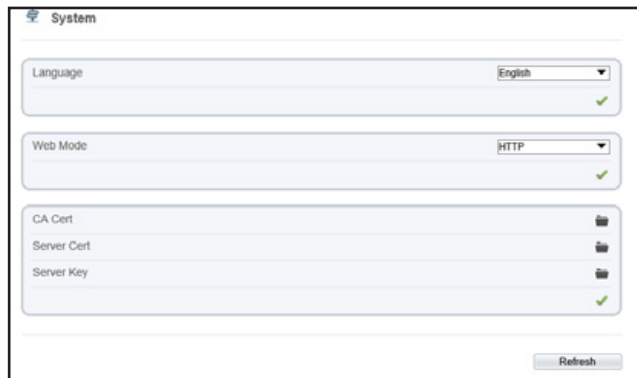 System
Language English
Web Mode HTTP
CA Cert
Server Cert
Server Key
Refresh